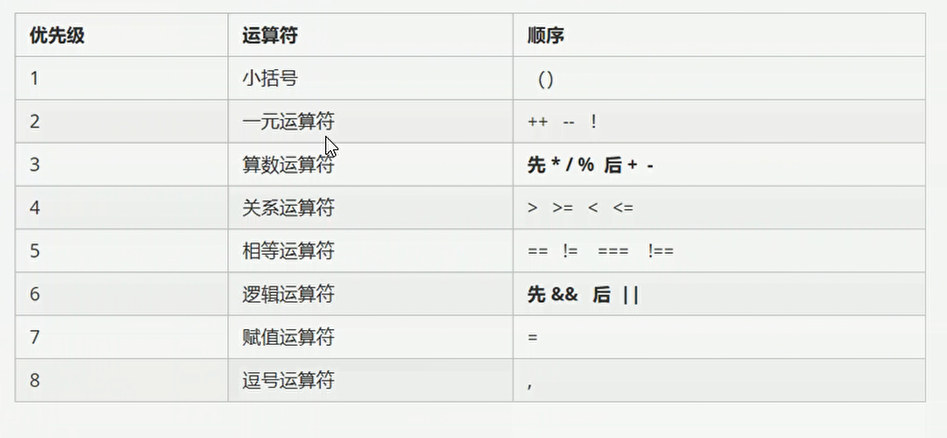 优先级 运算符 顺序
1 小括号 ()
2 一元运算符 ++ -- !
3 算数运算符 先 * / % 后 + -
4 关系运算符 > >= < <=
5 相等运算符 == != === !==
6 逻辑运算符 先 && 后 ||
7 赋值运算符 =
8 逗号运算符 ,